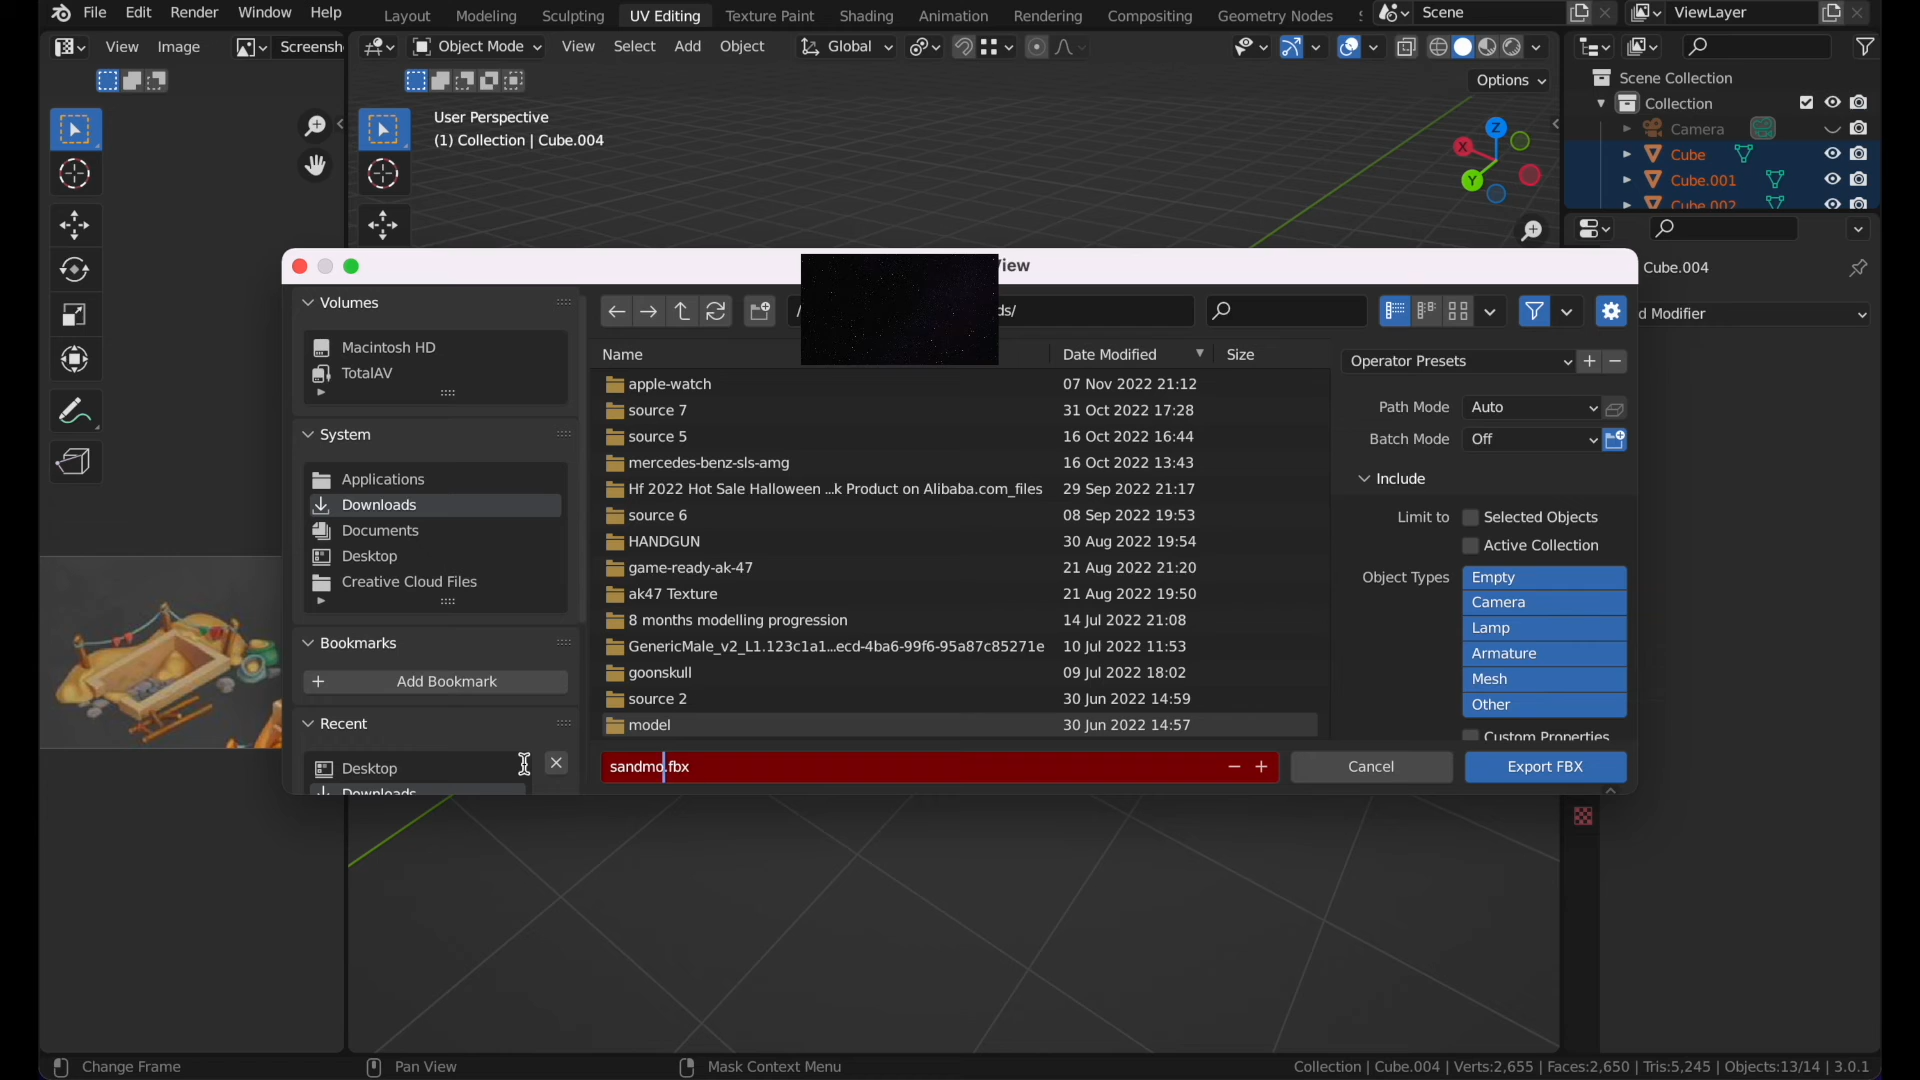 File Edit Render Window Help Layout Modeling Sculpting UV Editing Texture Paint Shading Animation Rendering Compositing Geometry Nodes Scene ViewLayer
View Image Screensh Object Mode View Select Add Object Global
Options
User Perspective
(1) Collection | Cube.004
Z
X
Y
Scene Collection
Collection
Camera
Cube
Cube.001
Cube.002
Cube.004
d Modifier
View
Volumes
Macintosh HD
TotalAV
System
Applications
Downloads
Documents
Desktop
Creative Cloud Files
Bookmarks
Add Bookmark
Recent
Desktop
Downloads
/ ds/
Name Date Modified Size
apple-watch 07 Nov 2022 21:12
source 7 31 Oct 2022 17:28
source 5 16 Oct 2022 16:44
mercedes-benz-sls-amg 16 Oct 2022 13:43
Hf 2022 Hot Sale Halloween ...k Product on Alibaba.com_files 29 Sep 2022 21:17
source 6 08 Sep 2022 19:53
HANDGUN 30 Aug 2022 19:54
game-ready-ak-47 21 Aug 2022 21:20
ak47 Texture 21 Aug 2022 19:50
8 months modelling progression 14 Jul 2022 21:08
GenericMale_v2_L1.123c1a1...ecd-4ba6-99f6-95a87c85271e 10 Jul 2022 11:53
goonskull 09 Jul 2022 18:02
source 2 30 Jun 2022 14:59
model 30 Jun 2022 14:57
Operator Presets
Path Mode Auto
Batch Mode Off
Include
Limit to Selected Objects
Active Collection
Object Types Empty
Camera
Lamp
Armature
Mesh
Other
Custom Properties
sandmo.fbx Cancel Export FBX
Change Frame Pan View Mask Context Menu Collection | Cube.004 | Verts:2,655 | Faces:2,650 | Tris:5,245 | Objects:13/14 | 3.0.1